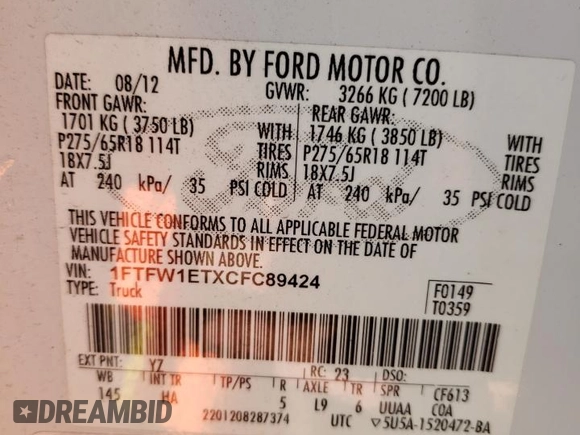 MFD. BY FORD MOTOR CO.
DATE: 08/12 GVWR: 3266 KG ( 7200 LB)
FRONT GAWR: REAR GAWR:
1701 KG ( 3750 LB) WITH 1746 KG ( 3850 LB) WITH
P275/65R18 114T TIRES P275/65R18 114T TIRES
18X7.5J RIMS 18X7.5J RIMS
AT 240 kPa/ 35 PSI COLD AT 240 kPa/ 35 PSI COLD
THIS VEHICLE CONFORMS TO ALL APPLICABLE FEDERAL MOTOR
VEHICLE SAFETY STANDARDS IN EFFECT ON THE DATE OF
MANUFACTURE SHOWN ABOVE.
VIN: 1FTFW1ETXCFC89424 F0149
TYPE: Truck T0359
EXT PNT: YZ RC: 23 DSO:
WB INT TR TP/PS R AXLE TR SPR CF613
145 HA 5 L9 6 UUAA COA
2201208287374 UTC ▽5U5A-1520472-BA
DREAMBID